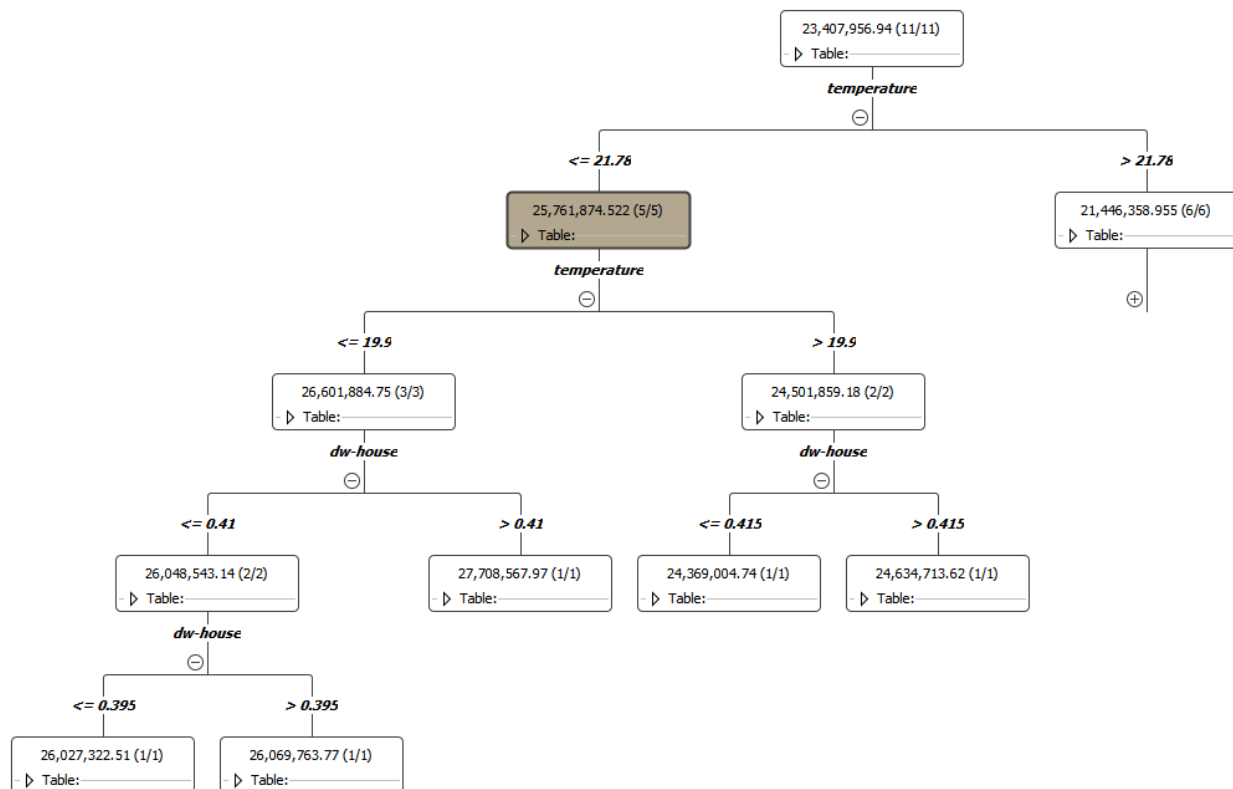 23,407,956.94 (11/11)
Table:
temperature
<= 21.78
> 21.78
25,761,874.522 (5/5)
Table:
21,446,358.955 (6/6)
Table:
temperature
<= 19.9
> 19.9
26,601,884.75 (3/3)
Table:
24,501,859.18 (2/2)
Table:
dw-house
dw-house
<= 0.41
> 0.41
<= 0.415
> 0.415
26,048,543.14 (2/2)
Table:
27,708,567.97 (1/1)
Table:
24,369,004.74 (1/1)
Table:
24,634,713.62 (1/1)
Table:
dw-house
<= 0.395
> 0.395
26,027,322.51 (1/1)
Table:
26,069,763.77 (1/1)
Table: